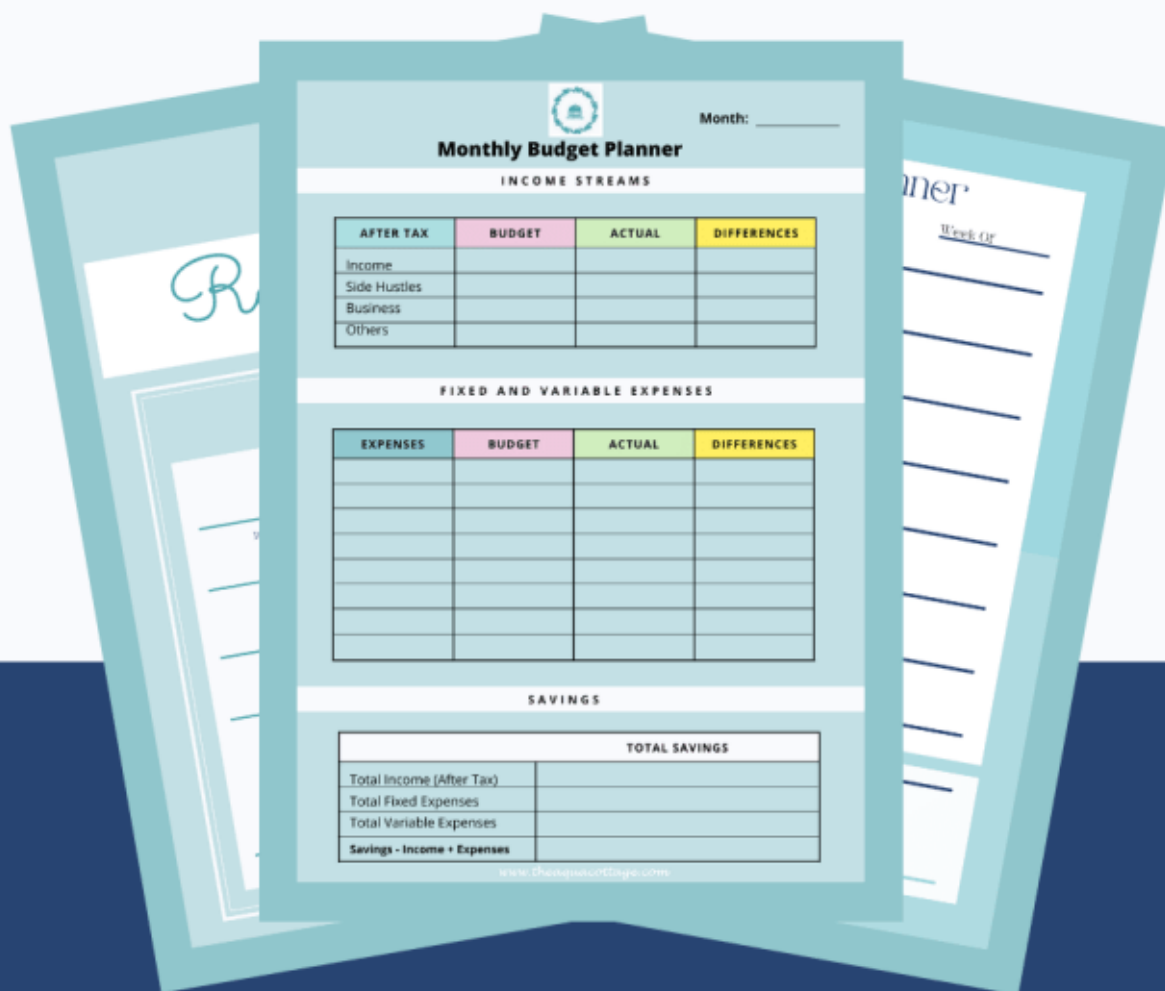 Month:
Monthly Budget Planner
INCOME STREAMS
AFTER TAX BUDGET ACTUAL DIFFERENCES
Income
Side Hustles
Business
Others
FIXED AND VARIABLE EXPENSES
EXPENSES BUDGET ACTUAL DIFFERENCES
SAVINGS
TOTAL SAVINGS
Total Income (After Tax)
Total Fixed Expenses
Total Variable Expenses
Savings - Income + Expenses
www.theaquacottage.com
Week Of